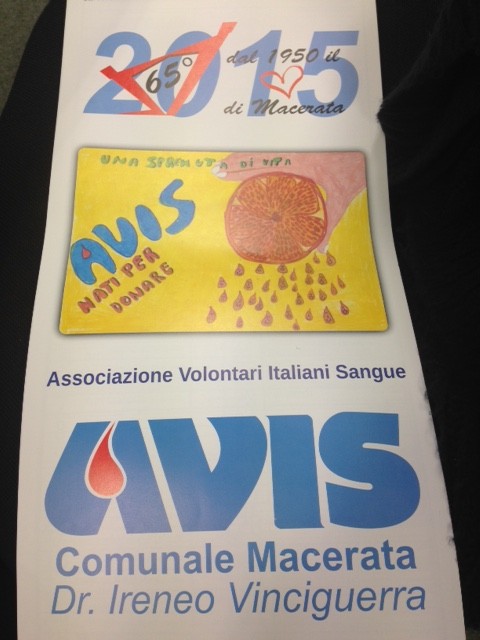 2015
65°
dal 1950 il
di Macerata
UNA SPREMUTA DI VITA
AVIS
NATI PER
DONARE
Associazione Volontari Italiani Sangue
AVIS
Comunale Macerata
Dr. Ireneo Vinciguerra